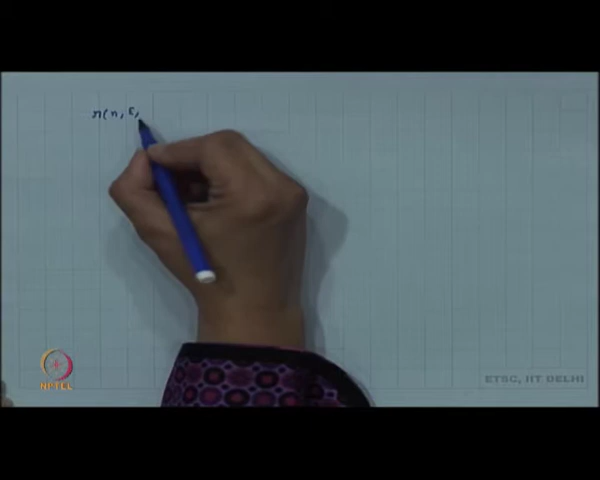 r(n, ε,
NPTEL
ETSC, IIT DELHI